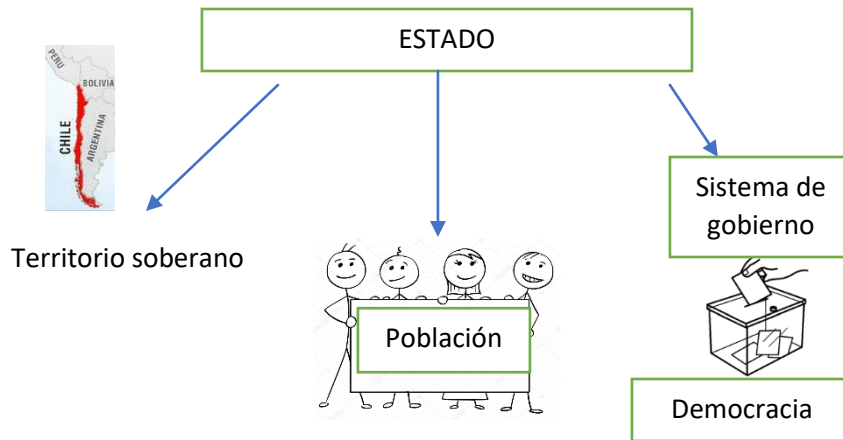 ESTADO
PERU
BOLIVIA
CHILE
ARGENTINA
Territorio soberano
Población
Sistema de
gobierno
Democracia